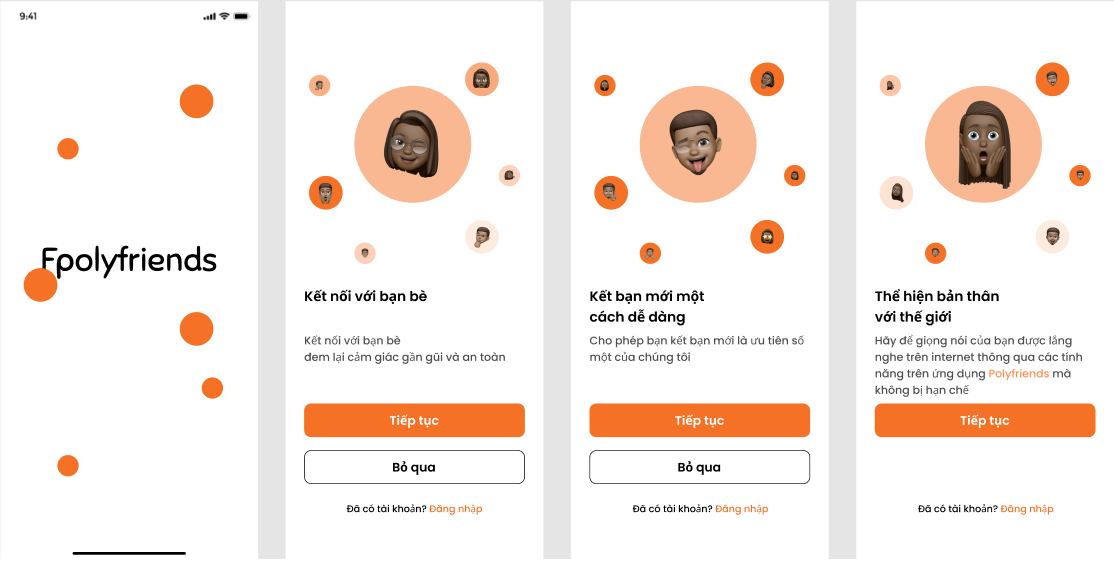 9:41
Fpolyfriends
Kết nối với bạn bè
Kết nối với bạn bè
đem lại cảm giác gần gũi và an toàn
Tiếp tục
Bỏ qua
Đã có tài khoản? Đăng nhập
Kết bạn mới một
cách dễ dàng
Cho phép bạn kết bạn mới là ưu tiên số
một của chúng tôi
Tiếp tục
Bỏ qua
Đã có tài khoản? Đăng nhập
Thể hiện bản thân
với thế giới
Hãy để giọng nói của bạn được lắng
nghe trên internet thông qua các tính
năng trên ứng dụng Polyfriends mà
không bị hạn chế
Tiếp tục
Đã có tài khoản? Đăng nhập